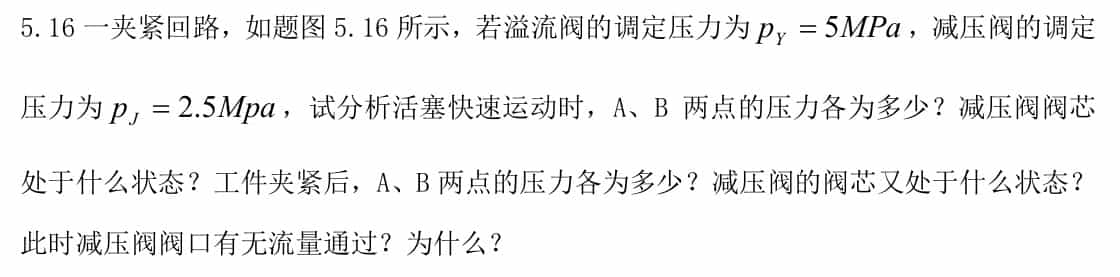 5.16 一夹紧回路，如题图 5.16 所示，若溢流阀的调定压力为 p_Y = 5MPa，减压阀的调定
压力为 p_J = 2.5Mpa，试分析活塞快速运动时，A、B 两点的压力各为多少？减压阀阀芯
处于什么状态？工件夹紧后，A、B 两点的压力各为多少？减压阀的阀芯又处于什么状态？
此时减压阀阀口有无流量通过？为什么？